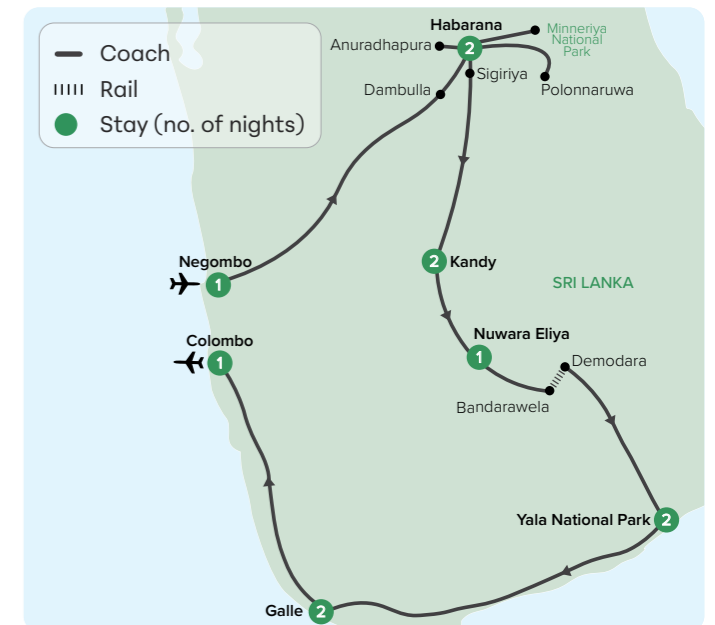 Coach
Rail
Stay (no. of nights)
Habarana
2
Minneriya
National
Park
Anuradhapura
Sigiriya
Dambulla
Polonnaruwa
Negombo
1
2
Kandy
SRI LANKA
Colombo
1
Nuwara Eliya
1
Demodara
Bandarawela
Yala National Park
2
Galle
2